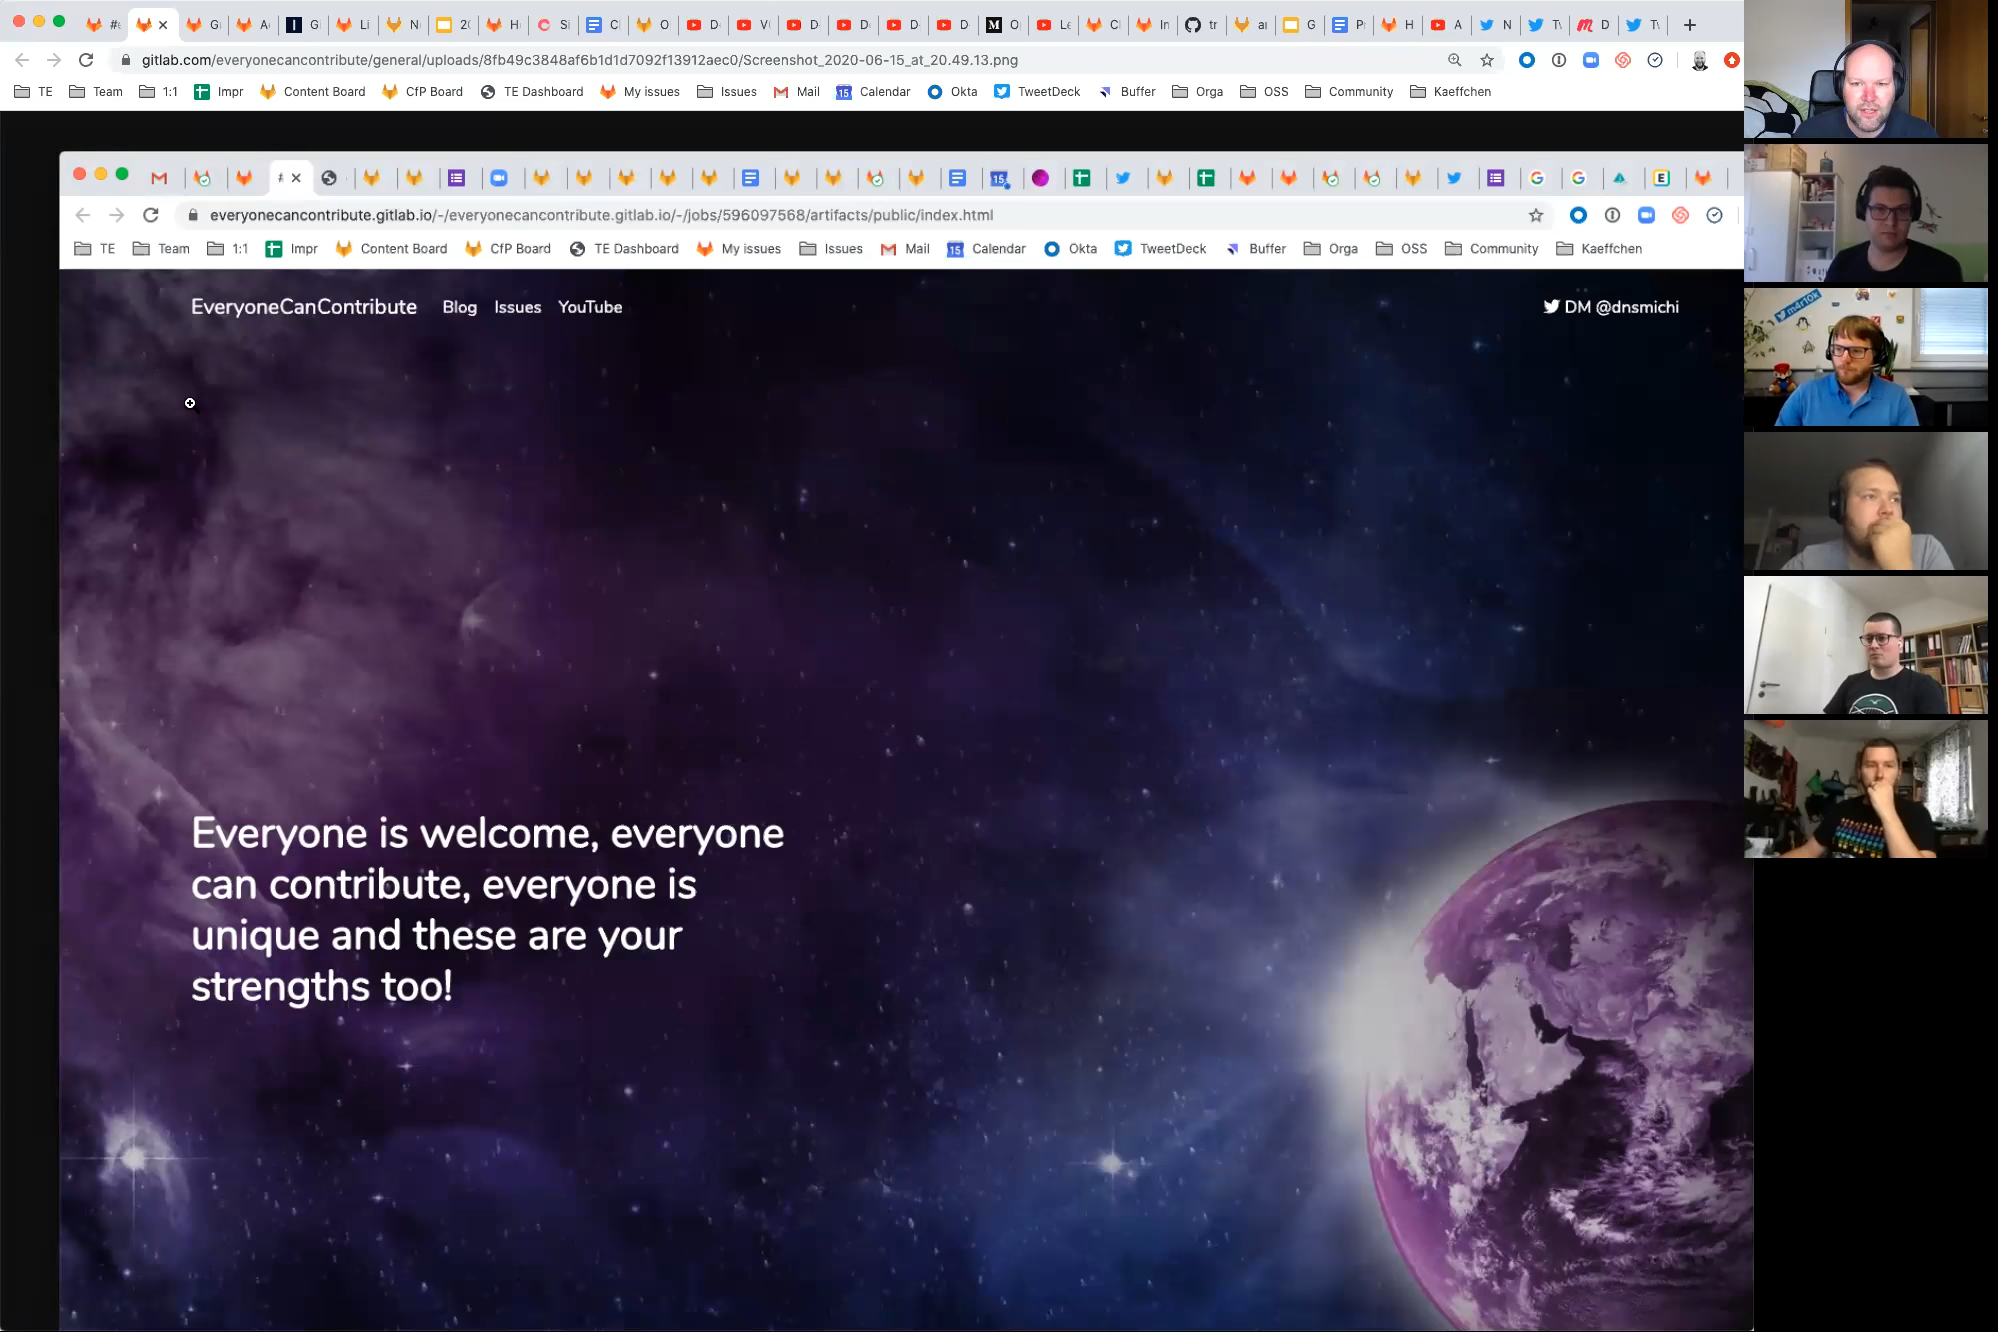 gitlab.com/everyonecancontribute/general/uploads/8fb49c3848af6b1d1d7092f13912aec0/Screenshot_2020-06-15_at_20.49.13.png
TE Team 1:1 Impr Content Board CfP Board TE Dashboard My issues Issues Mail Calendar Okta TweetDeck Buffer Orga OSS Community Kaeffchen
everyonecancontribute.gitlab.io/-/everyonecancontribute.gitlab.io/-/jobs/596097568/artifacts/public/index.html
TE Team 1:1 Impr Content Board CfP Board TE Dashboard My issues Issues Mail Calendar Okta TweetDeck Buffer Orga OSS Community Kaeffchen
EveryoneCanContribute Blog Issues YouTube DM @dnsmichi
Everyone is welcome, everyone
can contribute, everyone is
unique and these are your
strengths too!